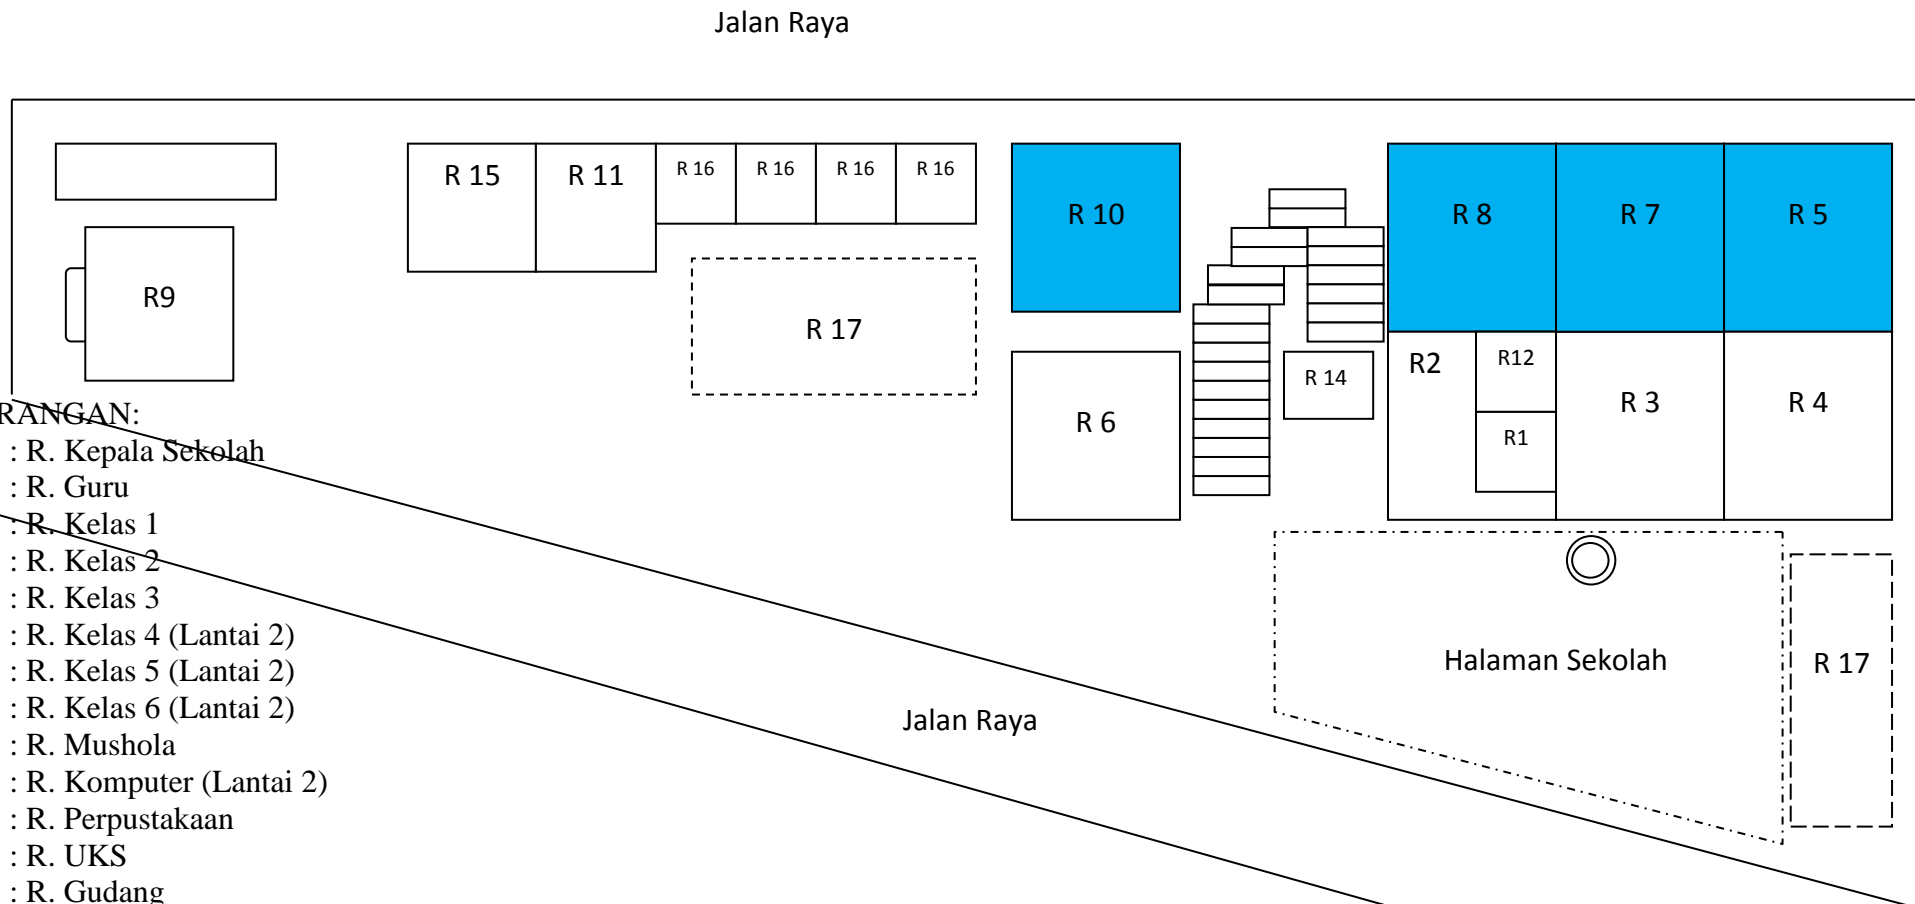 Jalan Raya
R 15
R 11
R 16
R 16
R 16
R 16
R 10
R 8
R 7
R 5
R9
R 17
R 14
R2
R12
R 3
R 4
R 6
R1
RANGAN:
: R. Kepala Sekolah
: R. Guru
: R. Kelas 1
: R. Kelas 2
: R. Kelas 3
: R. Kelas 4 (Lantai 2)
: R. Kelas 5 (Lantai 2)
: R. Kelas 6 (Lantai 2)
: R. Mushola
: R. Komputer (Lantai 2)
: R. Perpustakaan
: R. UKS
: R. Gudang
Jalan Raya
Halaman Sekolah
R 17